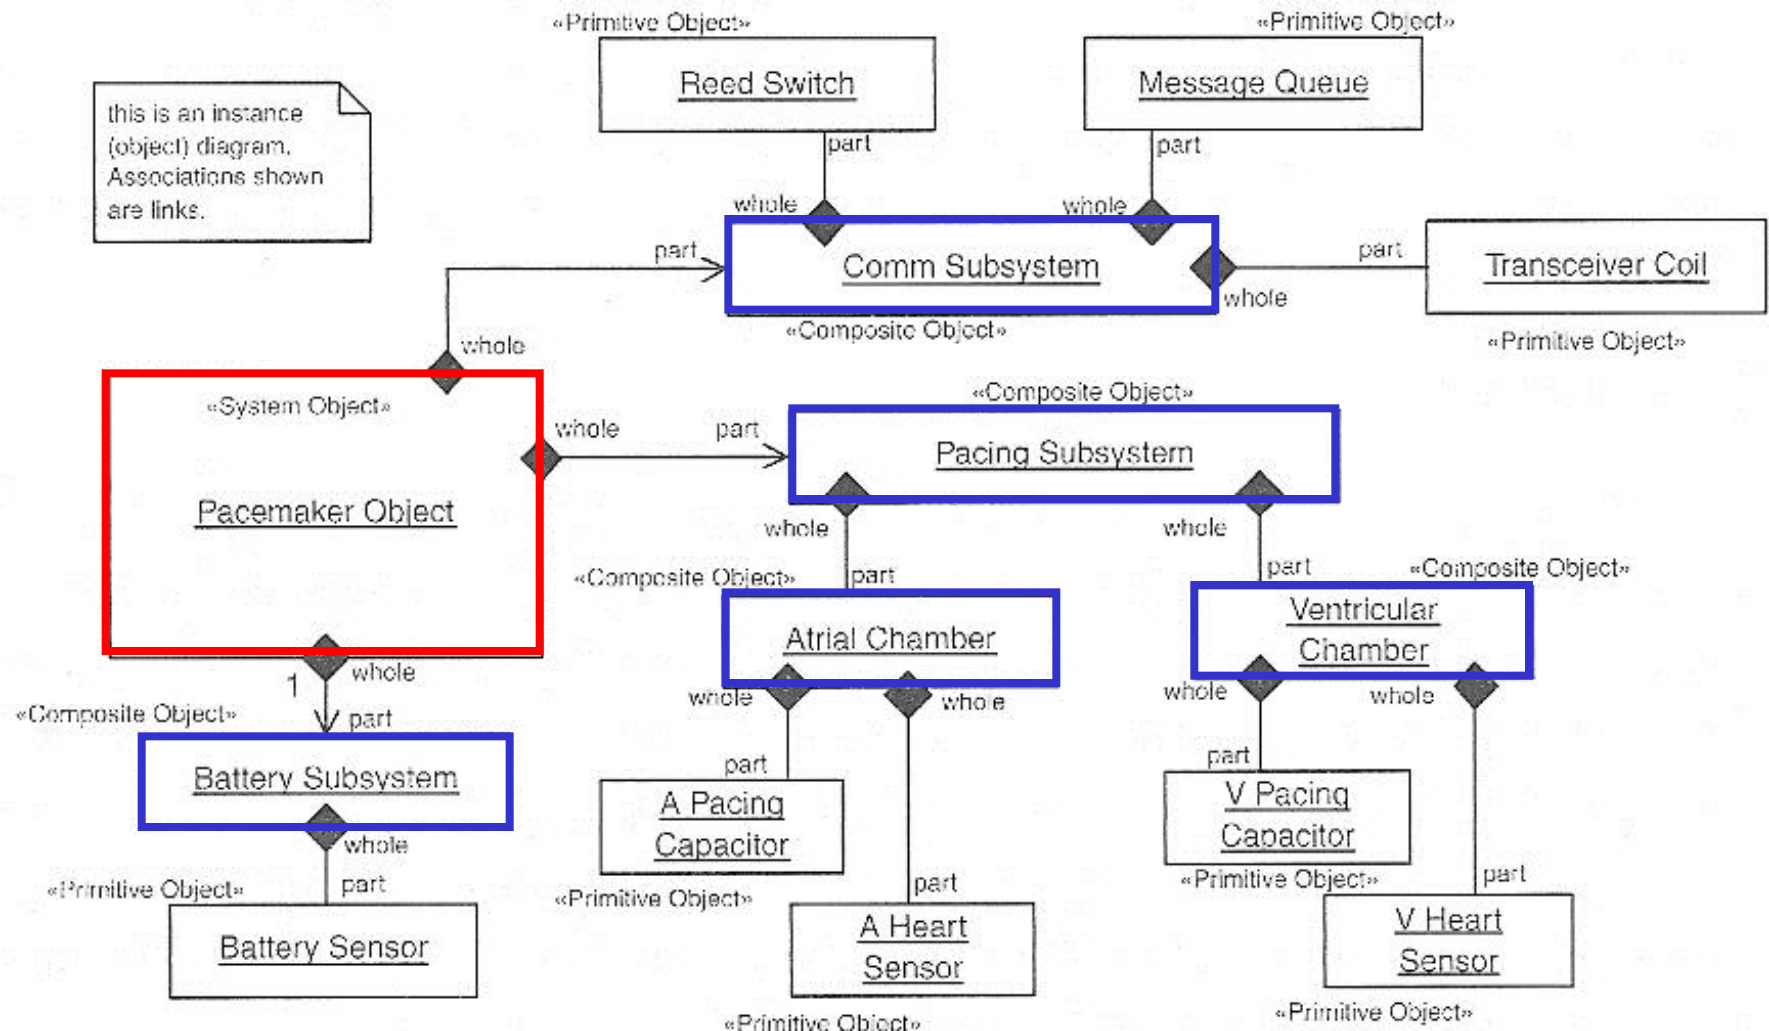 «Primitive Object»
«Primitive Object»
Reed Switch
Message Queue
this is an instance
(object) diagram.
Associations shown
are links.
part
part
whole
whole
part
Comm Subsystem
part
Transceiver Coil
whole
«Composite Object»
«Primitive Object»
whole
«System Object»
«Composite Object»
whole
part
Pacing Subsystem
Pacemaker Object
whole
whole
«Composite Object»
part
part
«Composite Object»
Atrial Chamber
Ventricular
Chamber
whole
1
whole
whole
whole
whole
«Composite Object»
part
Battery Subsystem
part
part
A Pacing
Capacitor
V Pacing
Capacitor
whole
«Primitive Object»
part
«Primitive Object»
part
«Primitive Object»
part
Battery Sensor
A Heart
Sensor
V Heart
Sensor
«Primitive Object»
«Primitive Object»